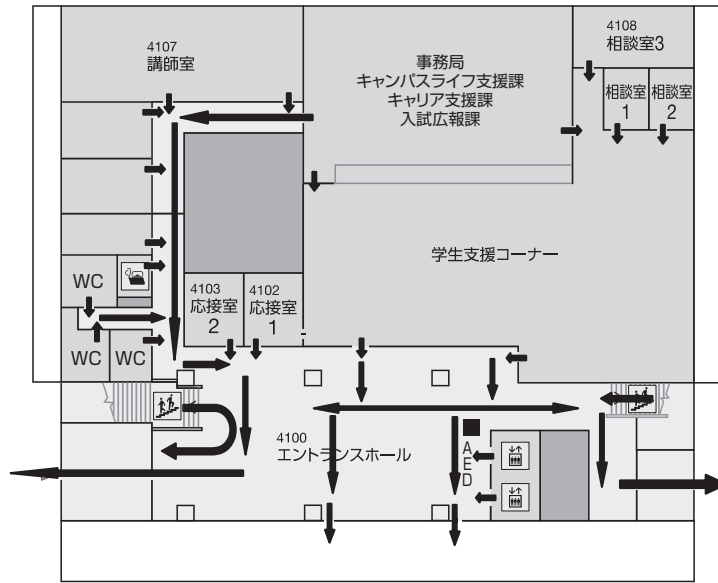 4107
講師室
事務局
キャンパスライフ支援課
キャリア支援課
入試広報課
4108
相談室3
相談室
1
相談室
2
学生支援コーナー
WC
4103
応接室
2
4102
応接室
1
WC
WC
4100
エントランスホール
AED